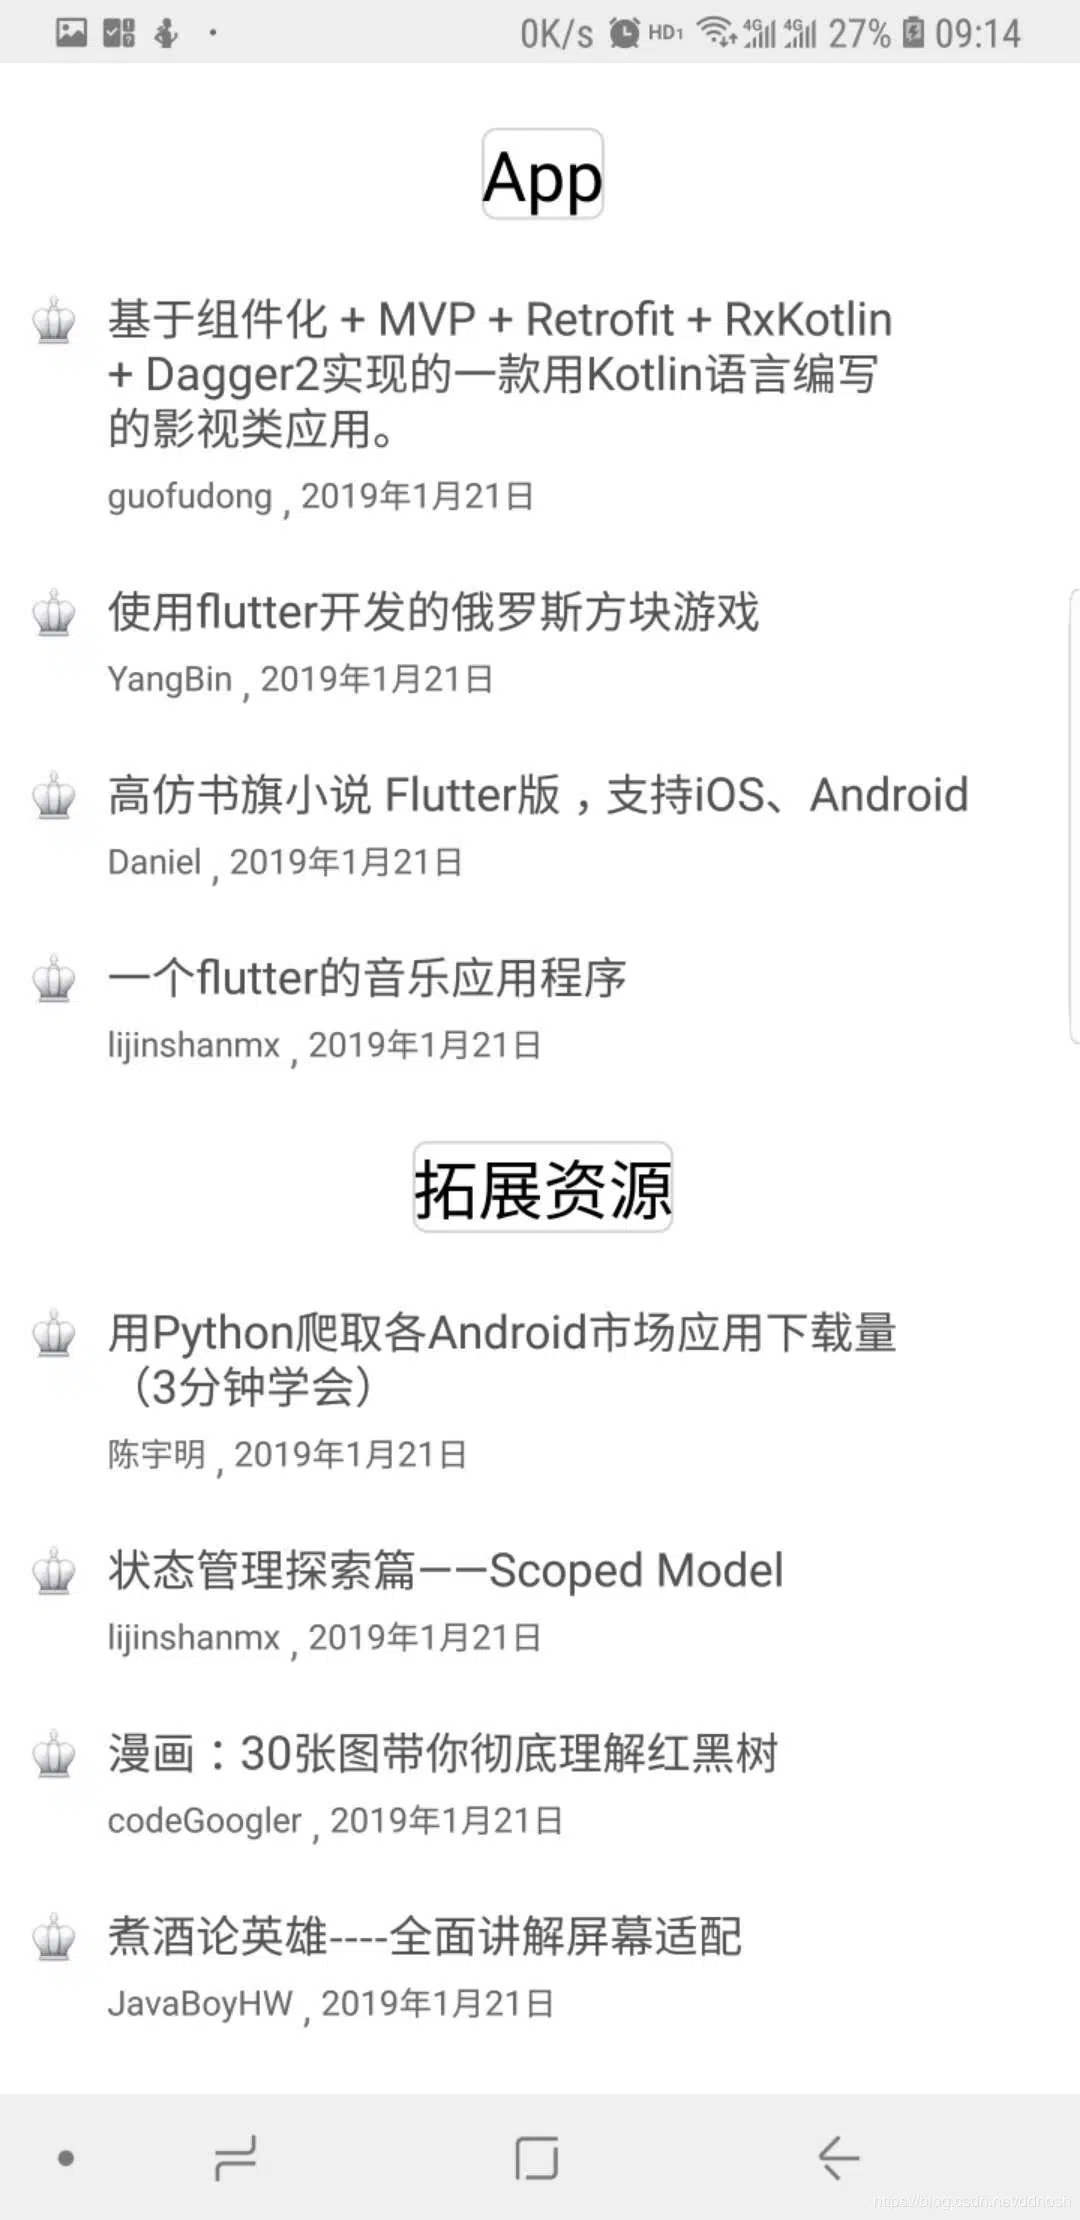 0K/s HD1 4G 4G 27% 09:14
App
基于组件化 + MVP + Retrofit + RxKotlin
+ Dagger2实现的一款用Kotlin语言编写
的影视类应用。
guofudong , 2019年1月21日
使用flutter开发的俄罗斯方块游戏
YangBin , 2019年1月21日
高仿书旗小说 Flutter版，支持iOS、Android
Daniel , 2019年1月21日
一个flutter的音乐应用程序
lijinshanmx , 2019年1月21日
拓展资源
用Python爬取各Android市场应用下载量
（3分钟学会）
陈宇明 , 2019年1月21日
状态管理探索篇——Scoped Model
lijinshanmx , 2019年1月21日
漫画：30张图带你彻底理解红黑树
codeGoogler , 2019年1月21日
煮酒论英雄----全面讲解屏幕适配
JavaBoyHW , 2019年1月21日
https://blog.csdn.net/ddnosh